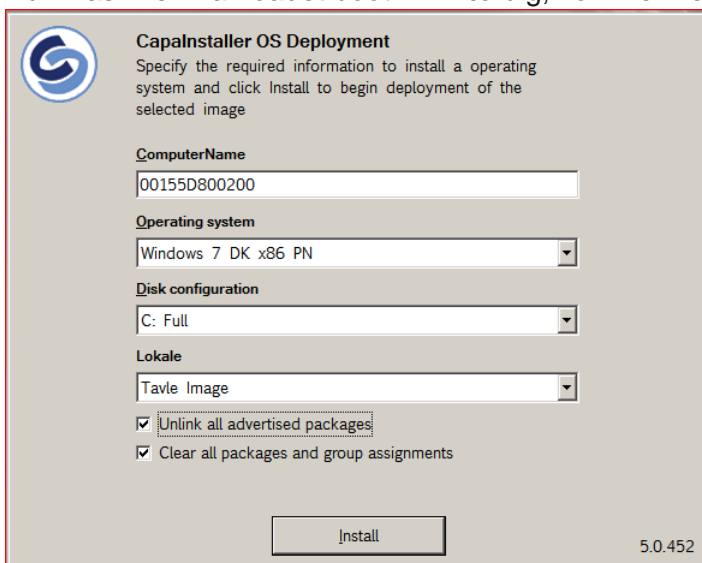 CapaInstaller OS Deployment
Specify the required information to install a operating
system and click Install to begin deployment of the
selected image
ComputerName
00155D800200
Operating system
Windows 7 DK x86 PN
Disk configuration
C: Full
Lokale
Tavle Image
Unlink all advertised packages
Clear all packages and group assignments
Install
5.0.452